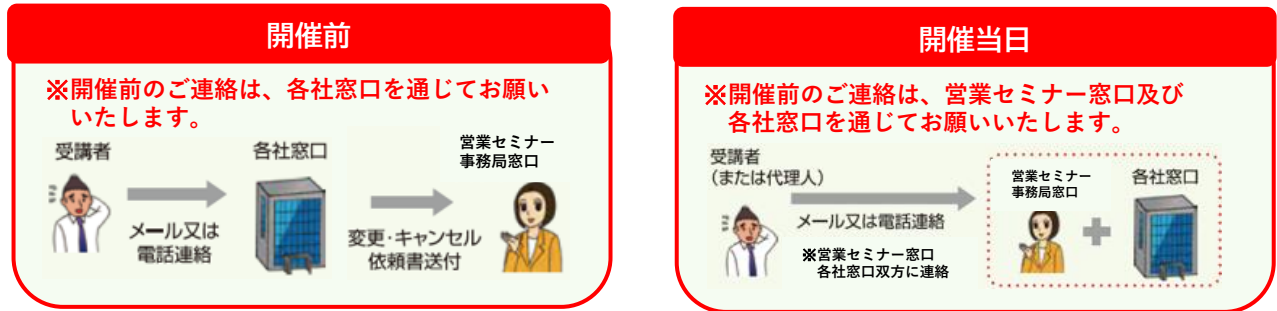 開催前
※開催前のご連絡は、各社窓口を通じてお願い
いたします。
受講者
各社窓口
営業セミナー
事務局窓口
メール又は
電話連絡
変更・キャンセル
依頼書送付
開催当日
※開催前のご連絡は、営業セミナー窓口及び
各社窓口を通じてお願いいたします。
受講者
(または代理人)
営業セミナー
事務局窓口
各社窓口
メール又は電話連絡
※営業セミナー窓口
各社窓口双方に連絡